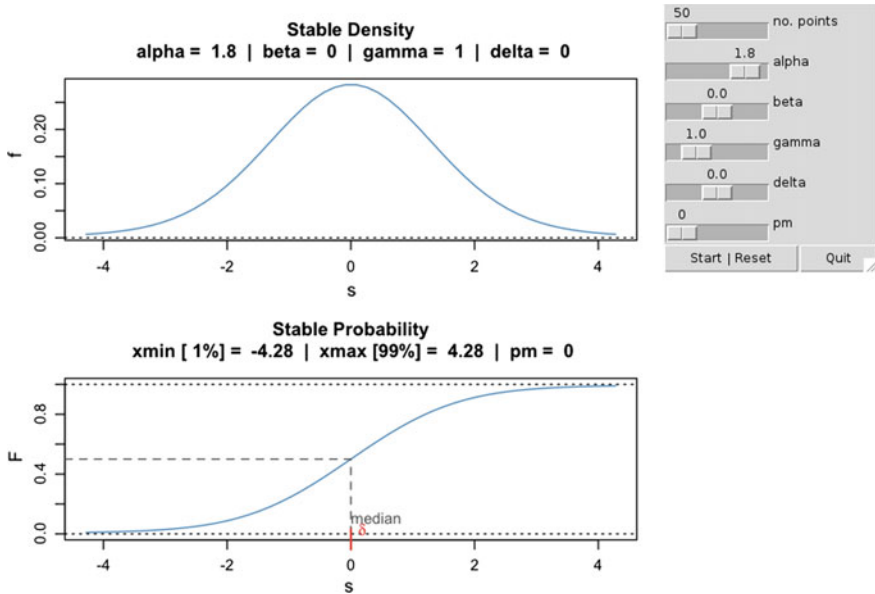 Stable Density
alpha = 1.8 | beta = 0 | gamma = 1 | delta = 0
f
0.20
0.10
0.00
-4 -2 0 2 4
s
50
no. points
1.8
alpha
0.0
beta
1.0
gamma
0.0
delta
0
pm
Start | Reset Quit
Stable Probability
xmin [ 1%] = -4.28 | xmax [99%] = 4.28 | pm = 0
F
0.8
0.4
0.0
median
δ
-4 -2 0 2 4
s